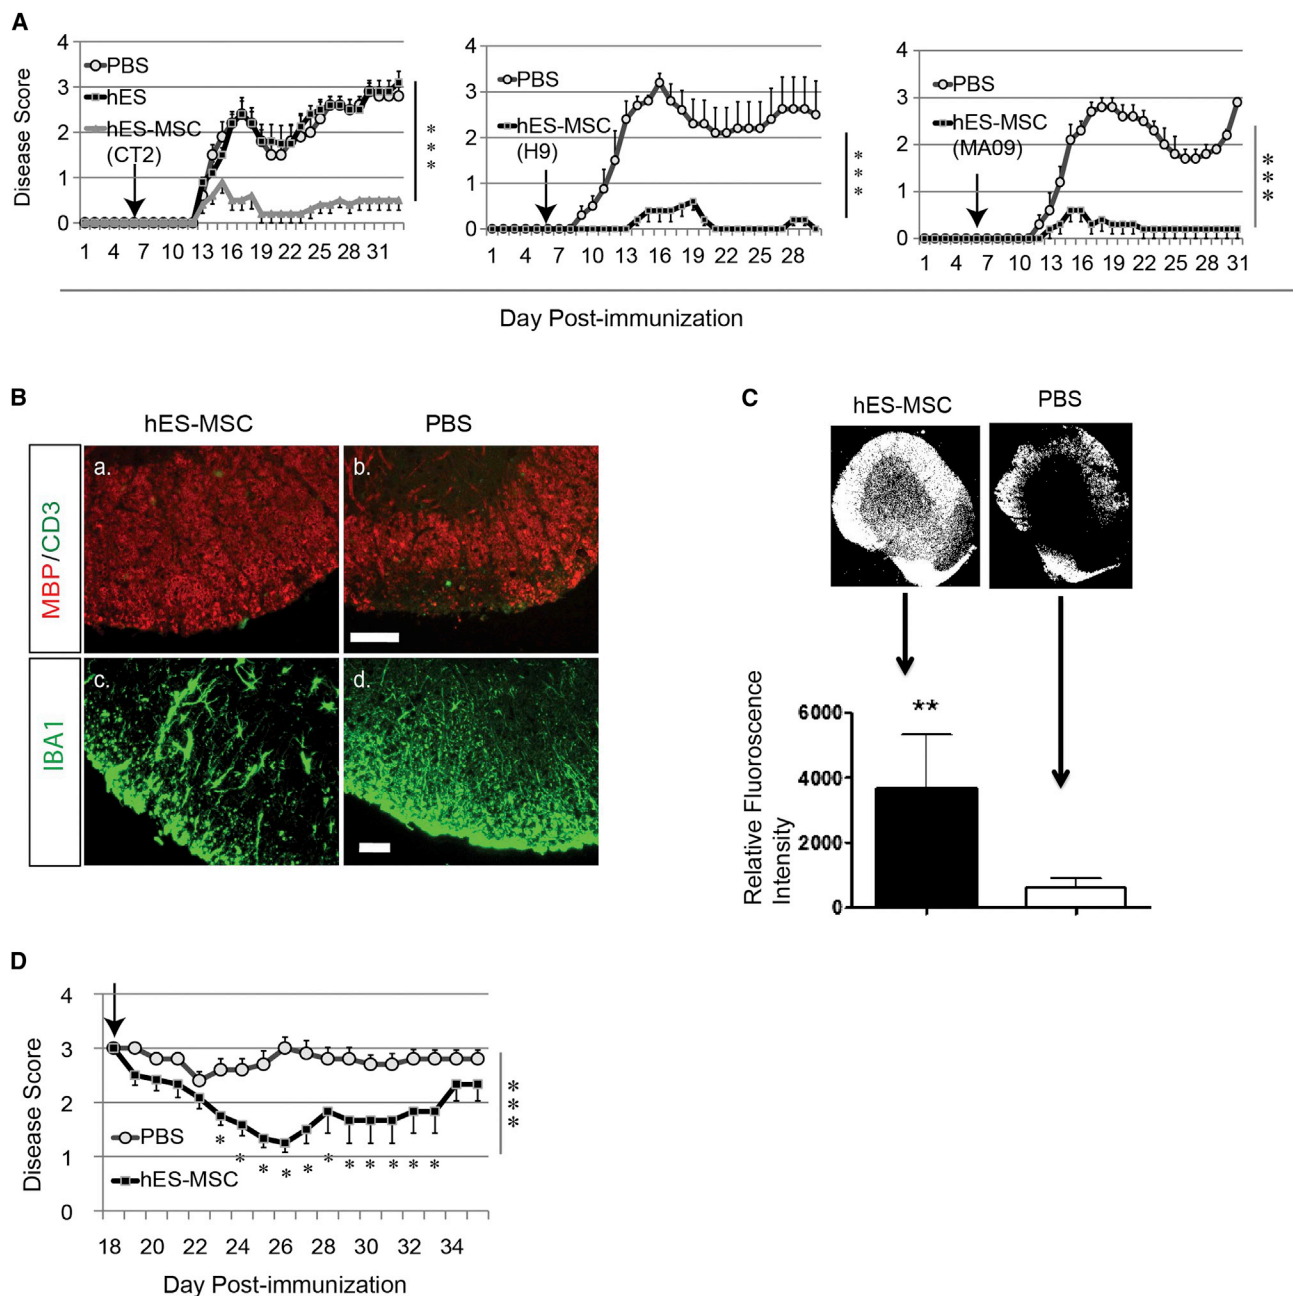 A
Disease Score
4
3
2
1
0
PBS
hES
hES-MSC
(CT2)
***
1 4 7 10 13 16 19 22 25 28 31
4
3
2
1
0
PBS
hES-MSC
(H9)
***
1 4 7 10 13 16 19 22 25 28
4
3
2
1
0
PBS
hES-MSC
(MA09)
***
1 4 7 10 13 16 19 22 25 28 31
Day Post-immunization
B
hES-MSC PBS
MBP/CD3
a. b.
IBA1
c. d.
C
hES-MSC PBS
Relative Fluoroscence
Intensity
6000
4000
2000
0
**
D
Disease Score
4
3
2
1
0
PBS
hES-MSC
* * * * * * * * * * *
***
18 20 22 24 26 28 30 32 34
Day Post-immunization